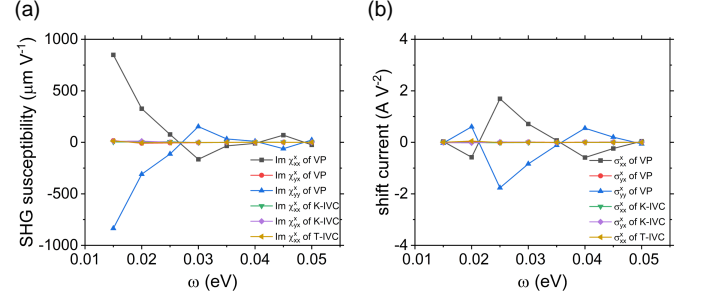 (a)
SHG susceptibility (μm V⁻¹)
1000
500
0
-500
-1000
0.01 0.02 0.03 0.04 0.05
ω (eV)
Im χˣₓₓ of VP
Im χˣᵧₓ of VP
Im χˣᵧᵧ of VP
Im χˣₓₓ of K-IVC
Im χˣᵧₓ of K-IVC
Im χˣₓₓ of T-IVC
(b)
shift current (A V⁻²)
4
2
0
-2
-4
0.01 0.02 0.03 0.04 0.05
ω (eV)
σˣₓₓ of VP
σˣᵧₓ of VP
σˣᵧᵧ of VP
σˣₓₓ of K-IVC
σˣᵧₓ of K-IVC
σˣₓₓ of T-IVC